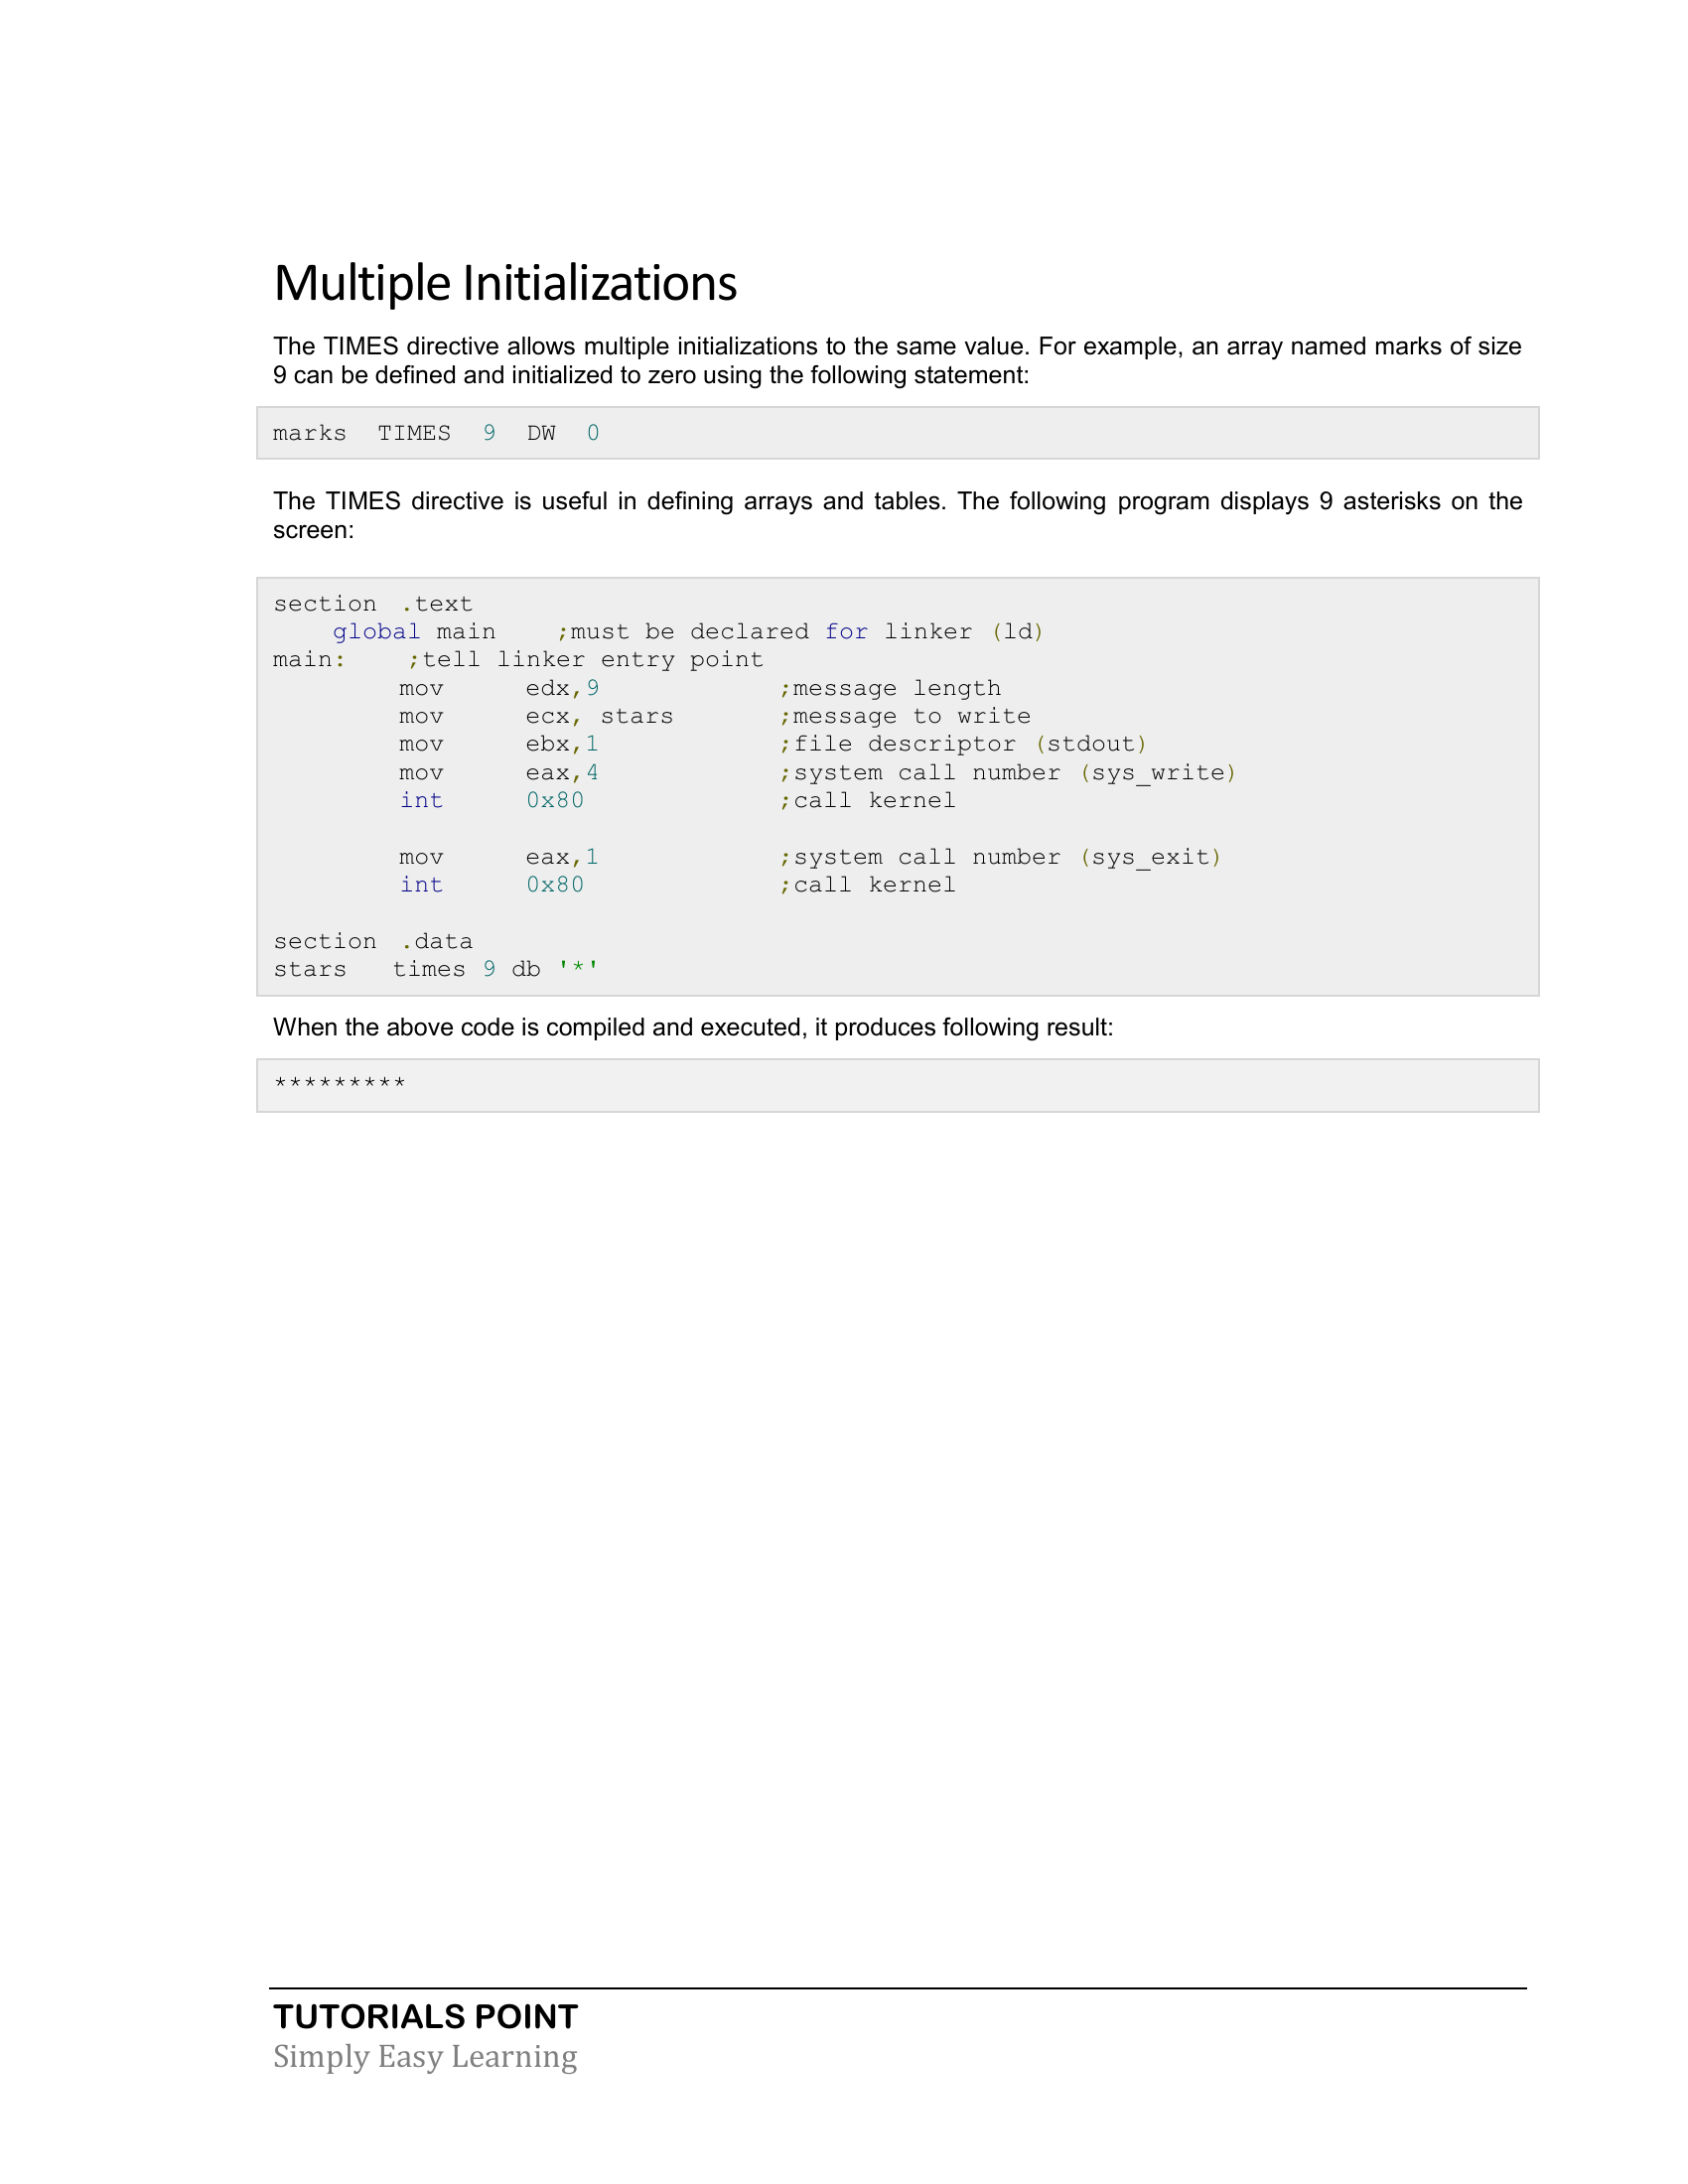 Multiple Initializations
The TIMES directive allows multiple initializations to the same value. For example, an array named marks of size
9 can be defined and initialized to zero using the following statement:
marks  TIMES  9  DW  0
The TIMES directive is useful in defining arrays and tables. The following program displays 9 asterisks on the
screen:
section .text
    global main    ;must be declared for linker (ld)
main:    ;tell linker entry point
        mov     edx,9            ;message length
        mov     ecx, stars       ;message to write
        mov     ebx,1            ;file descriptor (stdout)
        mov     eax,4            ;system call number (sys_write)
        int     0x80             ;call kernel
        mov     eax,1            ;system call number (sys_exit)
        int     0x80             ;call kernel
section .data
stars   times 9 db '*'
When the above code is compiled and executed, it produces following result:
*********
TUTORIALS POINT
Simply Easy Learning